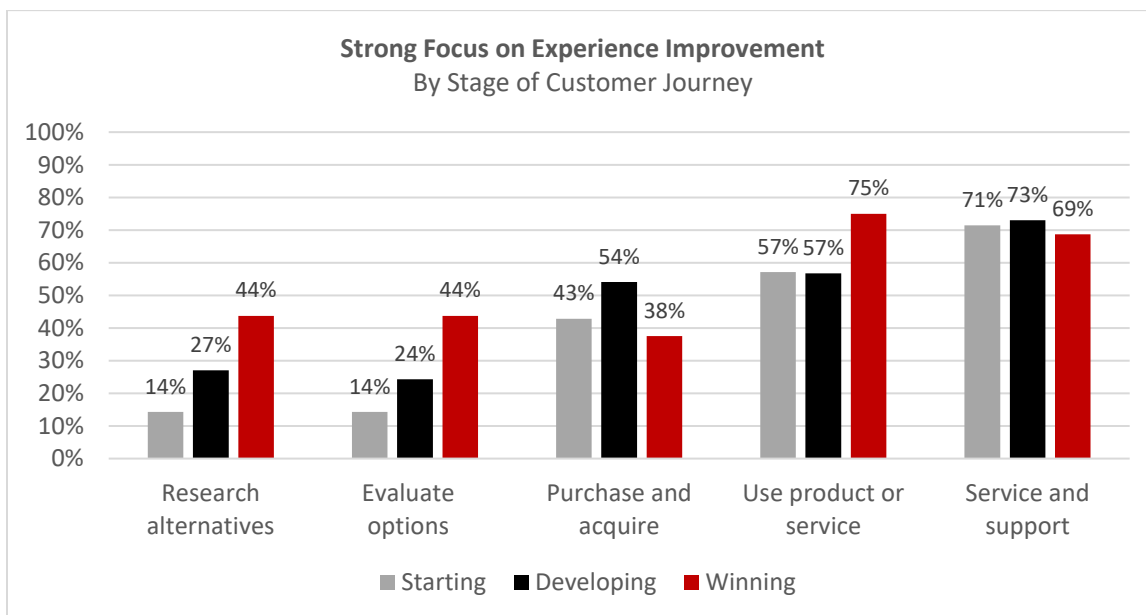 Strong Focus on Experience Improvement
By Stage of Customer Journey
100%
90%
80%
70%
60%
50%
40%
30%
20%
10%
0%
14%
27%
44%
14%
24%
44%
43%
54%
38%
57%
57%
75%
71%
73%
69%
Research
alternatives
Evaluate
options
Purchase and
acquire
Use product or
service
Service and
support
Starting
Developing
Winning